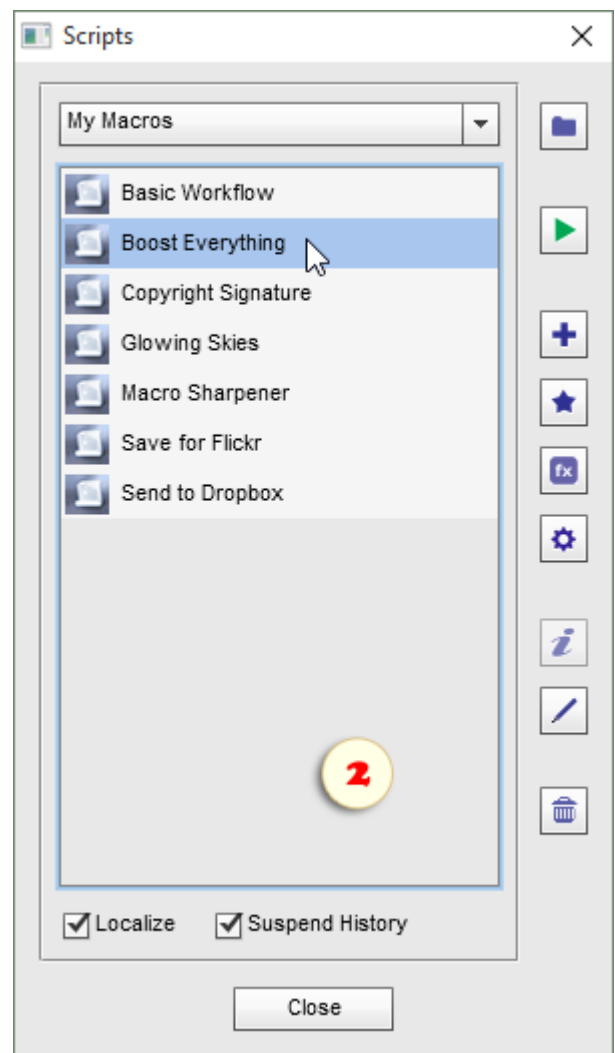 Scripts
My Macros
Basic Workflow
Boost Everything
Copyright Signature
Glowing Skies
Macro Sharpener
Save for Flickr
Send to Dropbox
fx
i
2
Localize Suspend History
Close